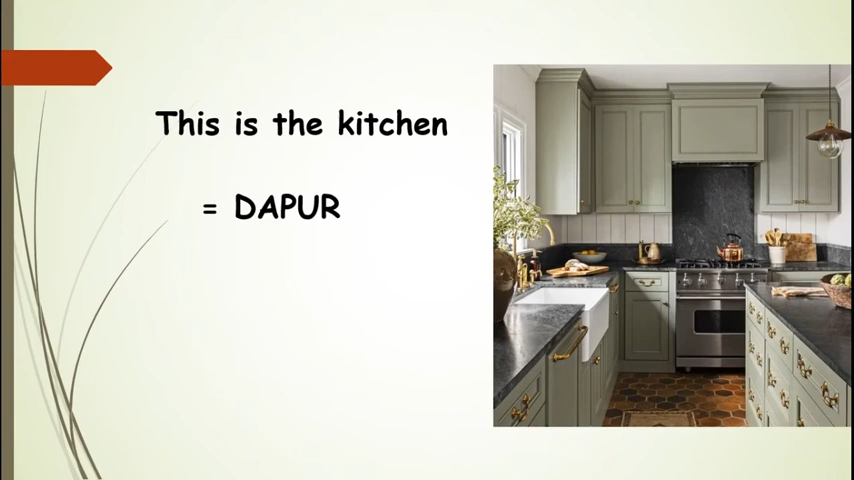 This is the kitchen
= DAPUR